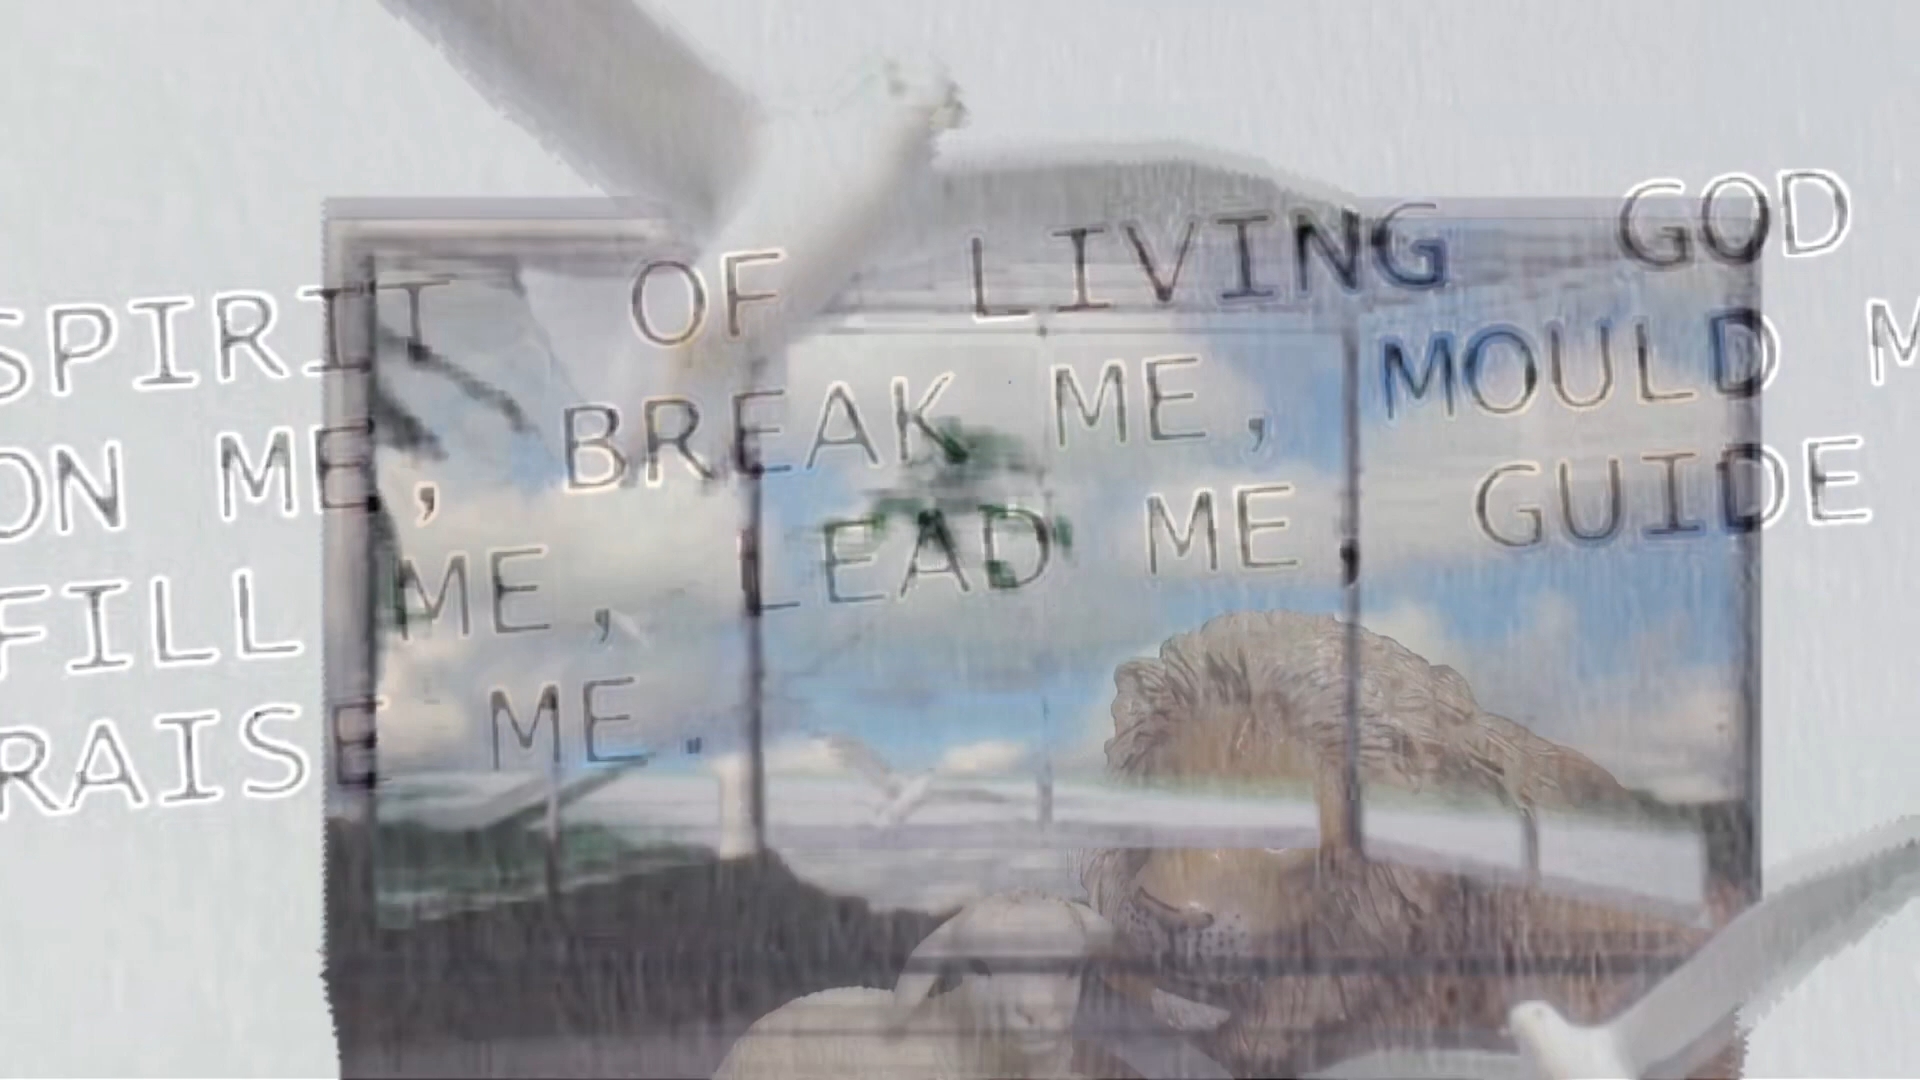 SPIRIT OF LIVING GOD
ON ME, BREAK ME, MOULD M
FILL ME, LEAD ME, GUIDE
RAISE ME.